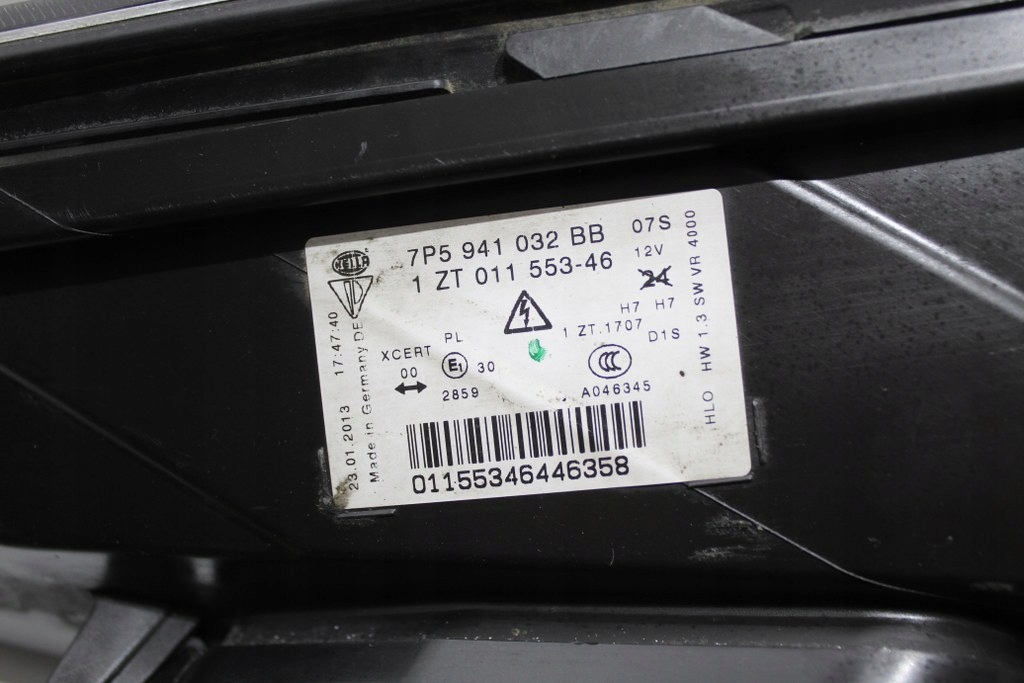 HELLA
7P5 941 032 BB 07S
1 ZT 011 553-46 12V
24
H7 H7
1 ZT.1707 D1S
PL
XCERT E1 30 CCC
00
2859 A046345
01155346446358
23.01.2013 17:47:40
Made in Germany DE
HLO HW 1.3 SW VR 4000